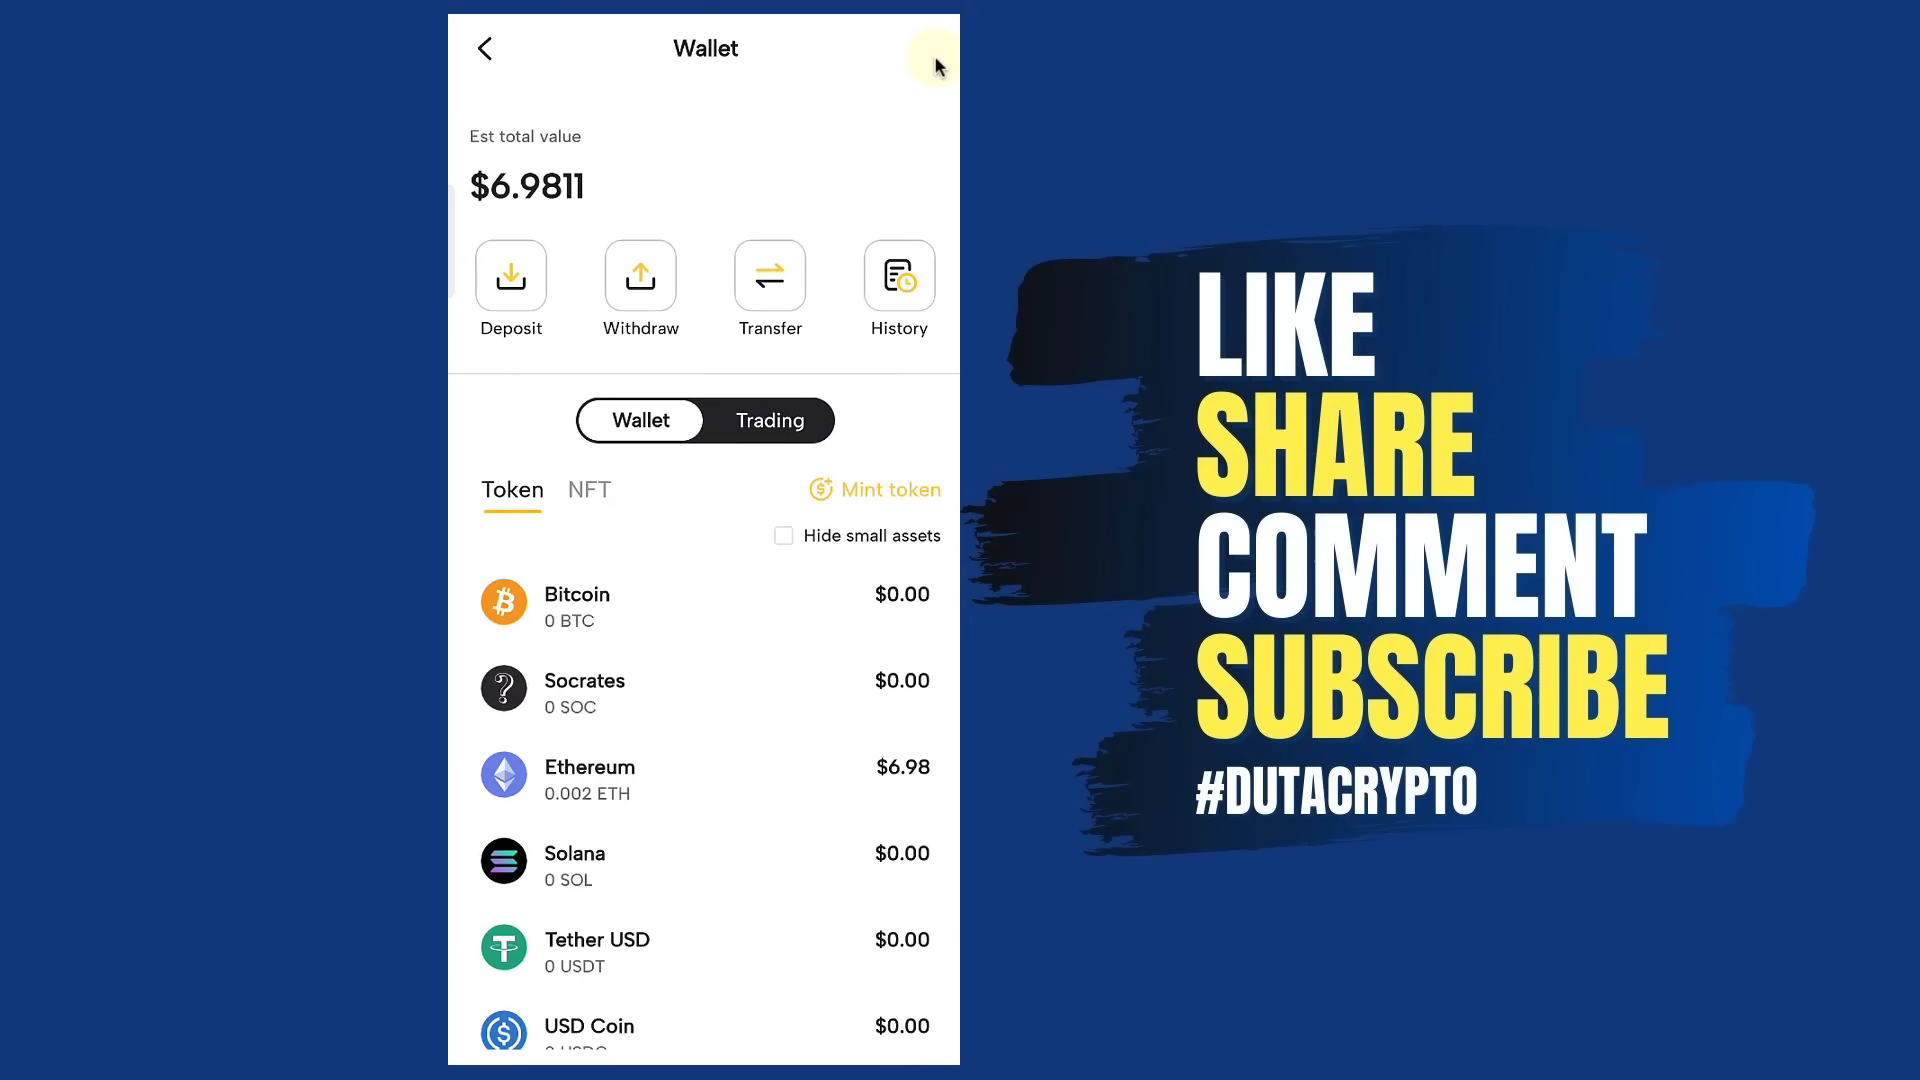 Wallet
Est total value
$6.9811
Deposit Withdraw Transfer History
Wallet Trading
Token NFT Mint token
Hide small assets
Bitcoin $0.00
0 BTC
Socrates $0.00
0 SOC
Ethereum $6.98
0.002 ETH
Solana $0.00
0 SOL
Tether USD $0.00
0 USDT
USD Coin $0.00
LIKE
SHARE
COMMENT
SUBSCRIBE
#DUTACRYPTO